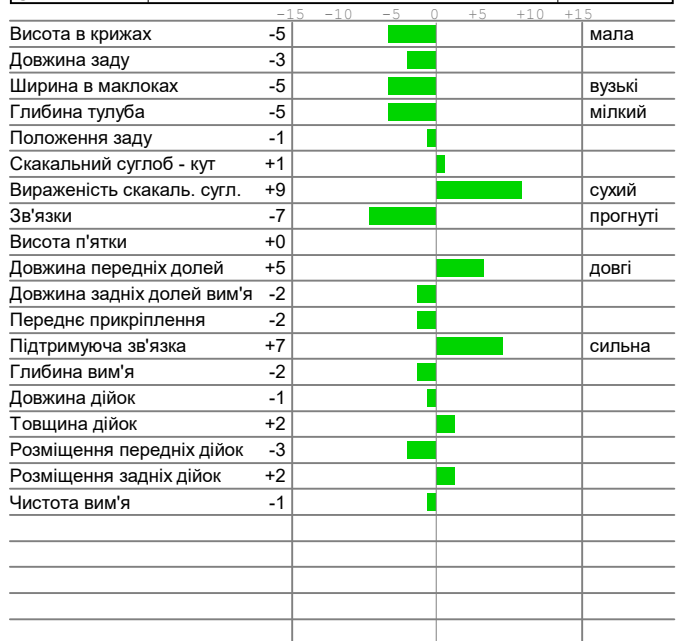 -15 -10 -5 0 +5 +10 +15
Висота в крижах -5 мала
Довжина заду -3
Ширина в маклоках -5 вузькі
Глибина тулуба -5 мілкий
Положення заду -1
Скакальний суглоб - кут +1
Вираженість скакаль. сугл. +9 сухий
Зв'язки -7 прогнуті
Висота п'ятки +0
Довжина передніх долей +5 довгі
Довжина задніх долей вим'я -2
Переднє прикріплення -2
Підтримуюча зв'язка +7 сильна
Глибина вим'я -2
Довжина дійок -1
Товщина дійок +2
Розміщення передніх дійок -3
Розміщення задніх дійок +2
Чистота вим'я -1